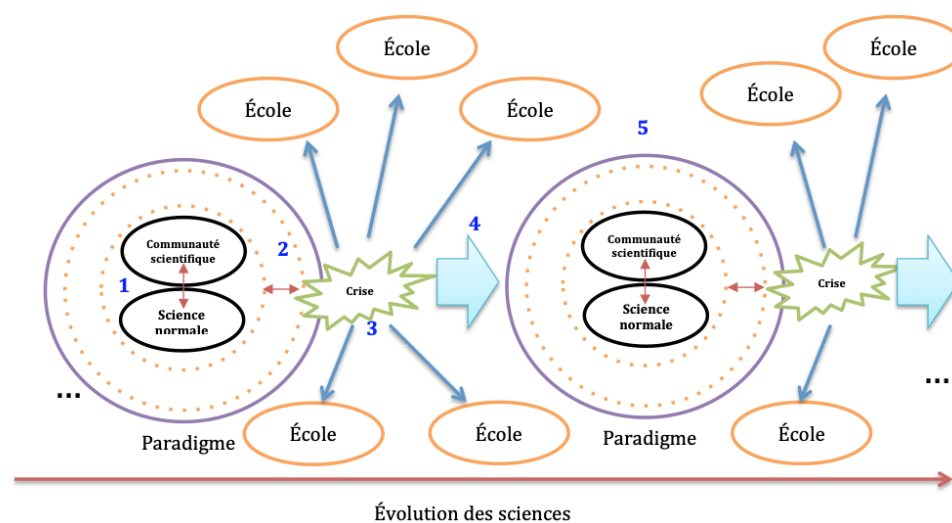 École
École
École
École
École
5
4
2
1
3
Communauté
scientifique
Science
normale
Crise
Communauté
scientifique
Science
normale
Crise
...
...
Paradigme
École
École
Paradigme
École
Évolution des sciences